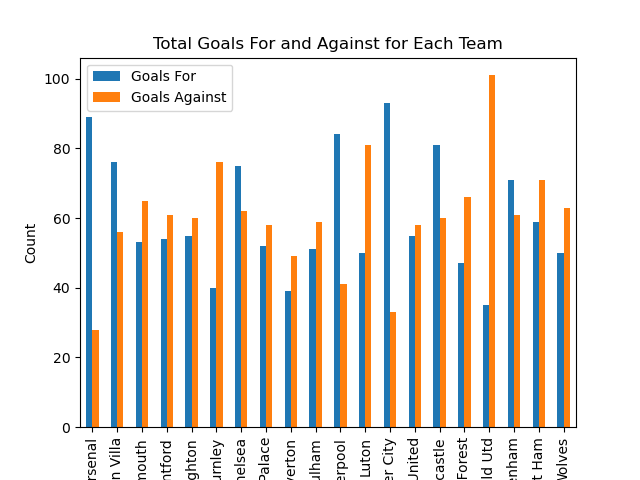 Total Goals For and Against for Each Team
Goals For
Goals Against
Count
100
80
60
40
20
0
rsenal
n Villa
mouth
ntford
ghton
urnley
helsea
Palace
verton
ulham
erpool
Luton
er City
United
castle
Forest
ld Utd
enham
t Ham
Wolves